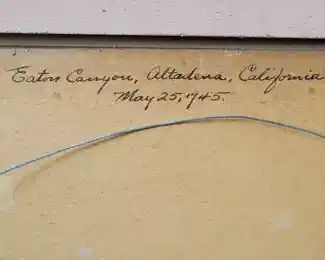 Eaton Canyon, Altadena, California
May 25, 1945.